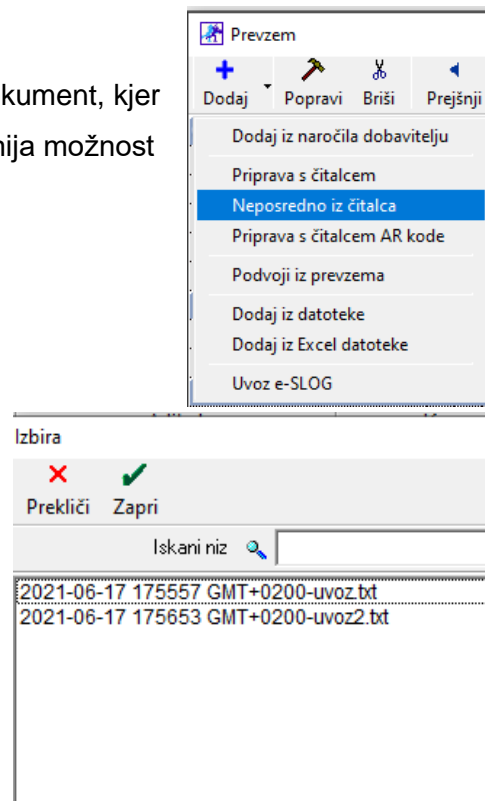 Prevzem
kument, kjer
Dodaj Popravi Briši Prejšnji
nija možnost
Dodaj iz naročila dobavitelju
Priprava s čitalcem
Neposredno iz čitalca
Priprava s čitalcem AR kode
Podvoji iz prevzema
Dodaj iz datoteke
Dodaj iz Excel datoteke
Uvoz e-SLOG
Izbira
Prekliči Zapri
Iskani niz
2021-06-17 175557 GMT+0200-uvoz.txt
2021-06-17 175653 GMT+0200-uvoz2.txt